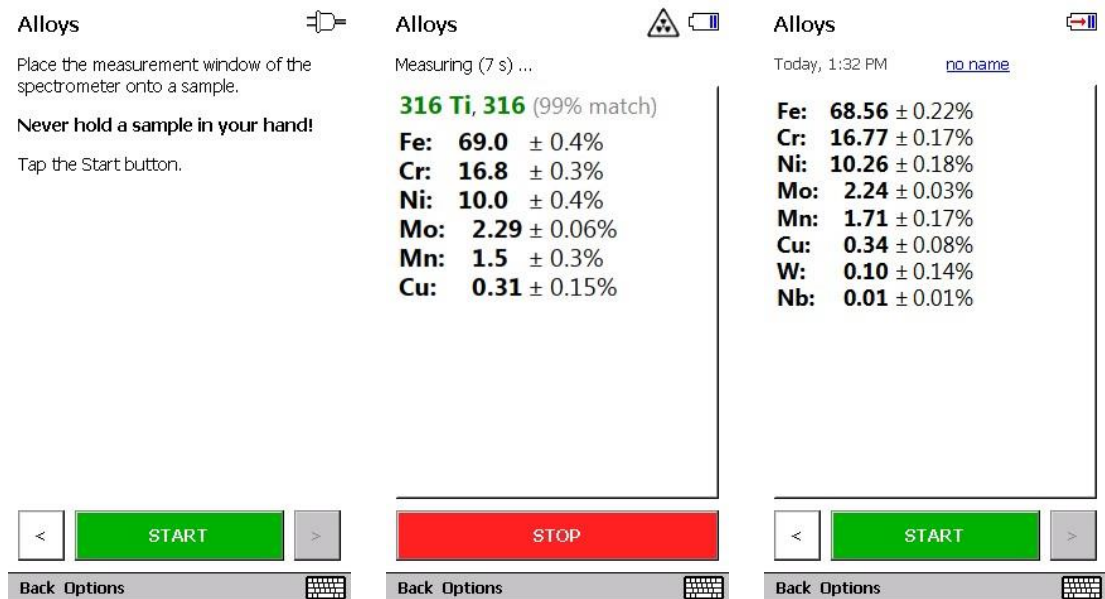 Alloys
Place the measurement window of the
spectrometer onto a sample.
Never hold a sample in your hand!
Tap the Start button.
< START >
Back Options
Alloys
Measuring (7 s) ...
316 Ti, 316 (99% match)
Fe: 69.0 ± 0.4%
Cr: 16.8 ± 0.3%
Ni: 10.0 ± 0.4%
Mo: 2.29 ± 0.06%
Mn: 1.5 ± 0.3%
Cu: 0.31 ± 0.15%
STOP
Back Options
Alloys
Today, 1:32 PM no name
Fe: 68.56 ± 0.22%
Cr: 16.77 ± 0.17%
Ni: 10.26 ± 0.18%
Mo: 2.24 ± 0.03%
Mn: 1.71 ± 0.17%
Cu: 0.34 ± 0.08%
W: 0.10 ± 0.14%
Nb: 0.01 ± 0.01%
< START >
Back Options